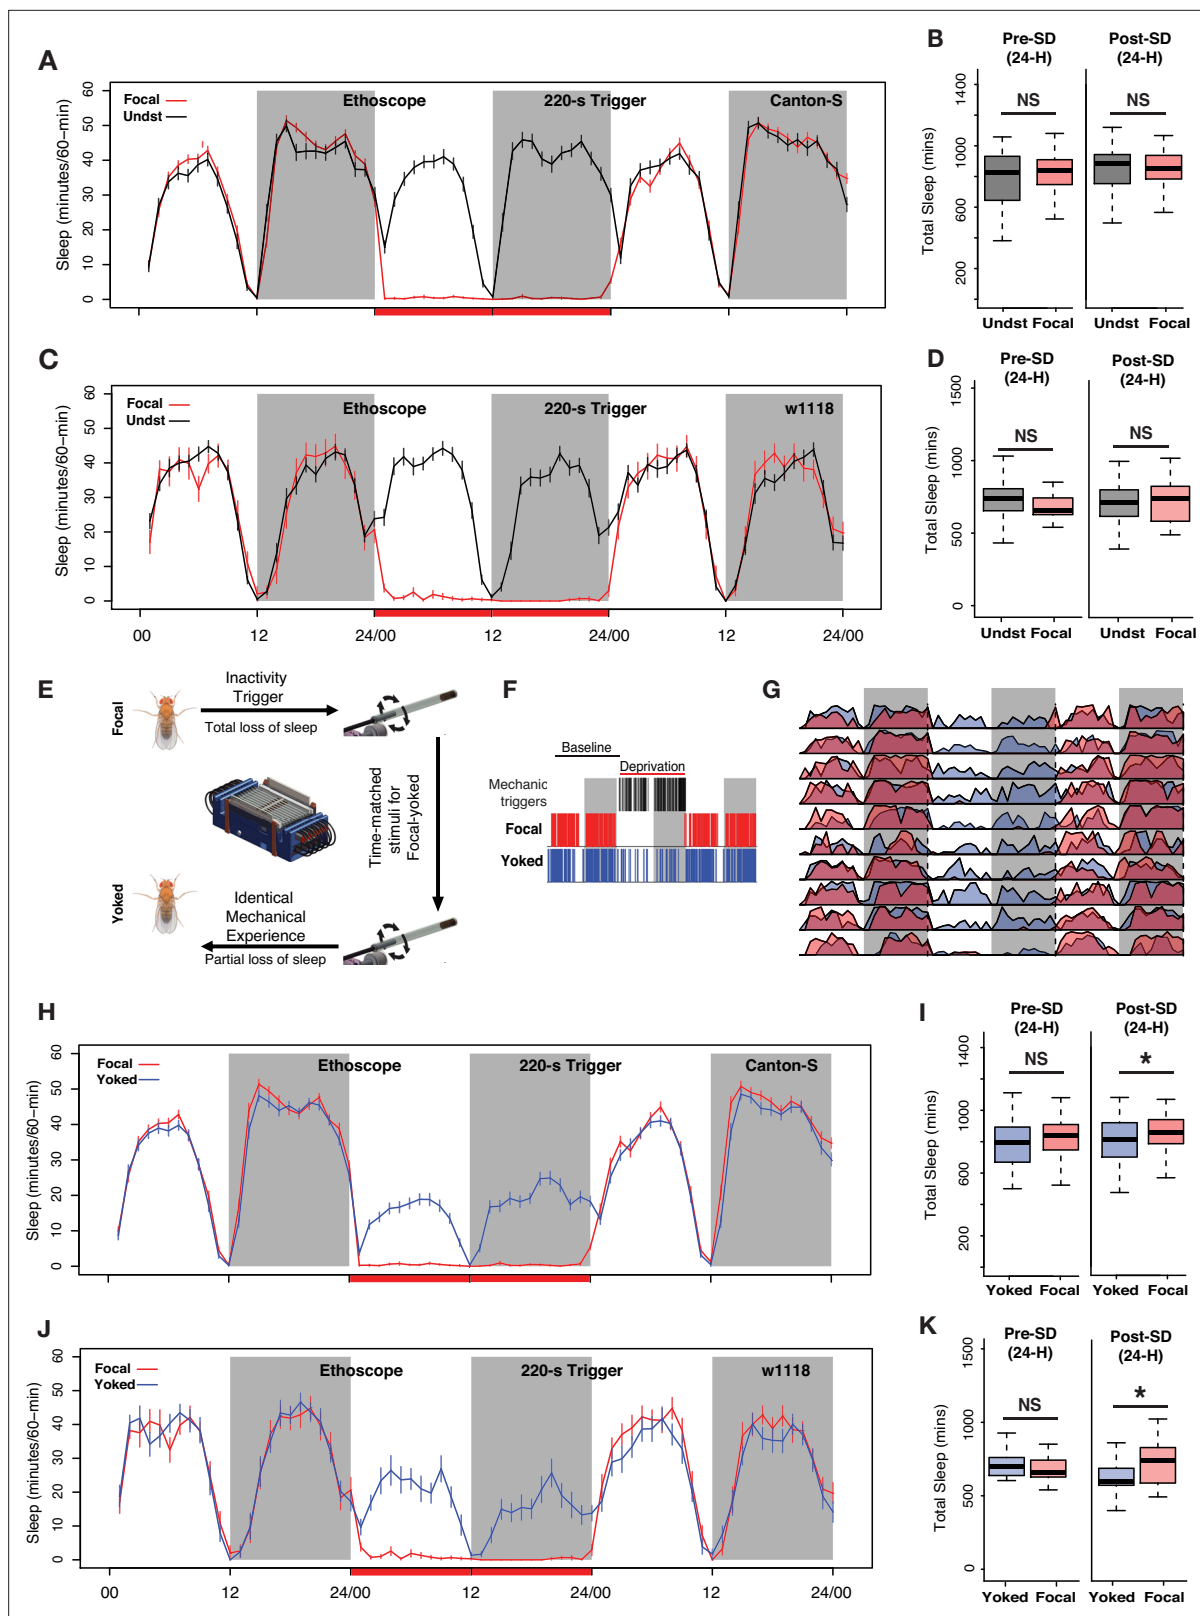 A
Focal
Undst
Ethoscope
220-s Trigger
Canton-S
Sleep (minutes/60–min)
60
50
40
30
20
10
0
12
24/00
B
Pre-SD
(24-H)
Post-SD
(24-H)
NS
NS
Total Sleep (mins)
1400
1000
600
200
Undst Focal
Undst Focal
C
Focal
Undst
Ethoscope
220-s Trigger
w1118
Sleep (minutes/60–min)
60
50
40
30
20
10
0
00
12
24/00
12
24/00
12
24/00
D
Pre-SD
(24-H)
Post-SD
(24-H)
NS
NS
Total Sleep (mins)
1500
1000
500
0
Undst Focal
Undst Focal
E
Focal
Inactivity
Trigger
Total loss of sleep
Time-matched
stimuli for
Focal-yoked
Yoked
Identical
Mechanical
Experience
Partial loss of sleep
F
Baseline
Deprivation
Mechanic
triggers
Focal
Yoked
G
H
Focal
Yoked
Ethoscope
220-s Trigger
Canton-S
Sleep (minutes/60–min)
60
50
40
30
20
10
0
I
Pre-SD
(24-H)
Post-SD
(24-H)
NS
*
Total Sleep (mins)
1400
1000
600
200
Yoked Focal
Yoked Focal
J
Focal
Yoked
Ethoscope
220-s Trigger
w1118
Sleep (minutes/60–min)
60
50
40
30
20
10
0
00
12
24/00
12
24/00
12
24/00
K
Pre-SD
(24-H)
Post-SD
(24-H)
NS
*
Total Sleep (mins)
1500
1000
500
0
Yoked Focal
Yoked Focal